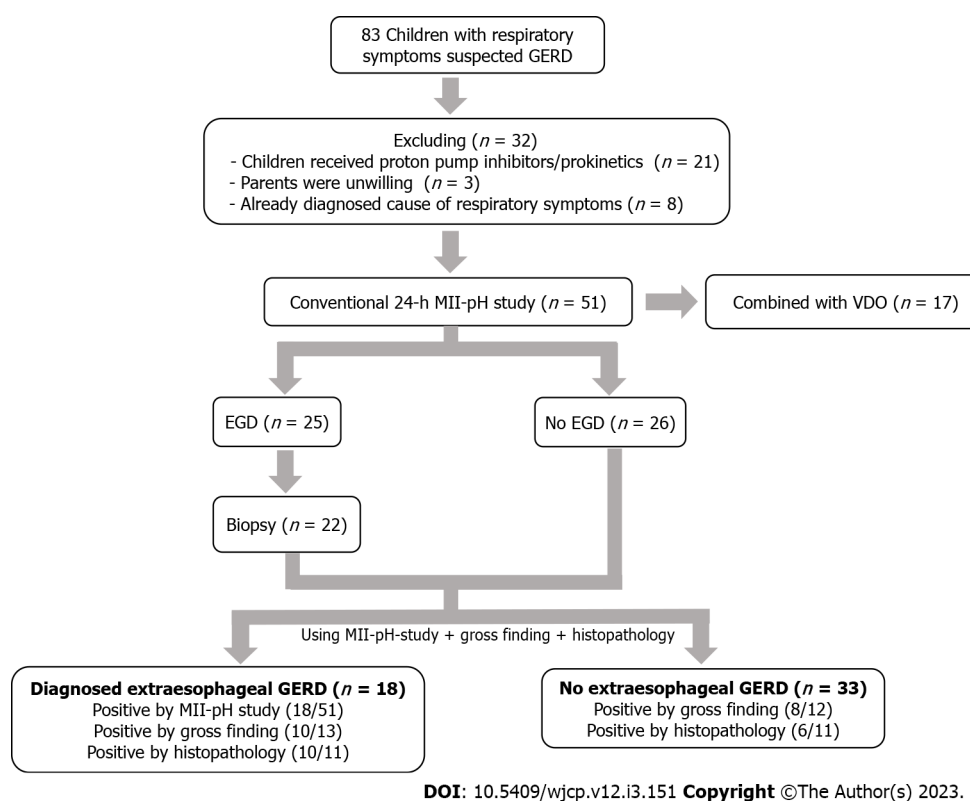 83 Children with respiratory
symptoms suspected GERD
Excluding (n = 32)
- Children received proton pump inhibitors/prokinetics (n = 21)
- Parents were unwilling (n = 3)
- Already diagnosed cause of respiratory symptoms (n = 8)
Conventional 24-h MII-pH study (n = 51)
Combined with VDO (n = 17)
EGD (n = 25)
No EGD (n = 26)
Biopsy (n = 22)
Using MII-pH-study + gross finding + histopathology
Diagnosed extraesophageal GERD (n = 18)
Positive by MII-pH study (18/51)
Positive by gross finding (10/13)
Positive by histopathology (10/11)
No extraesophageal GERD (n = 33)
Positive by gross finding (8/12)
Positive by histopathology (6/11)
DOI: 10.5409/wjcp.v12.i3.151 Copyright ©The Author(s) 2023.